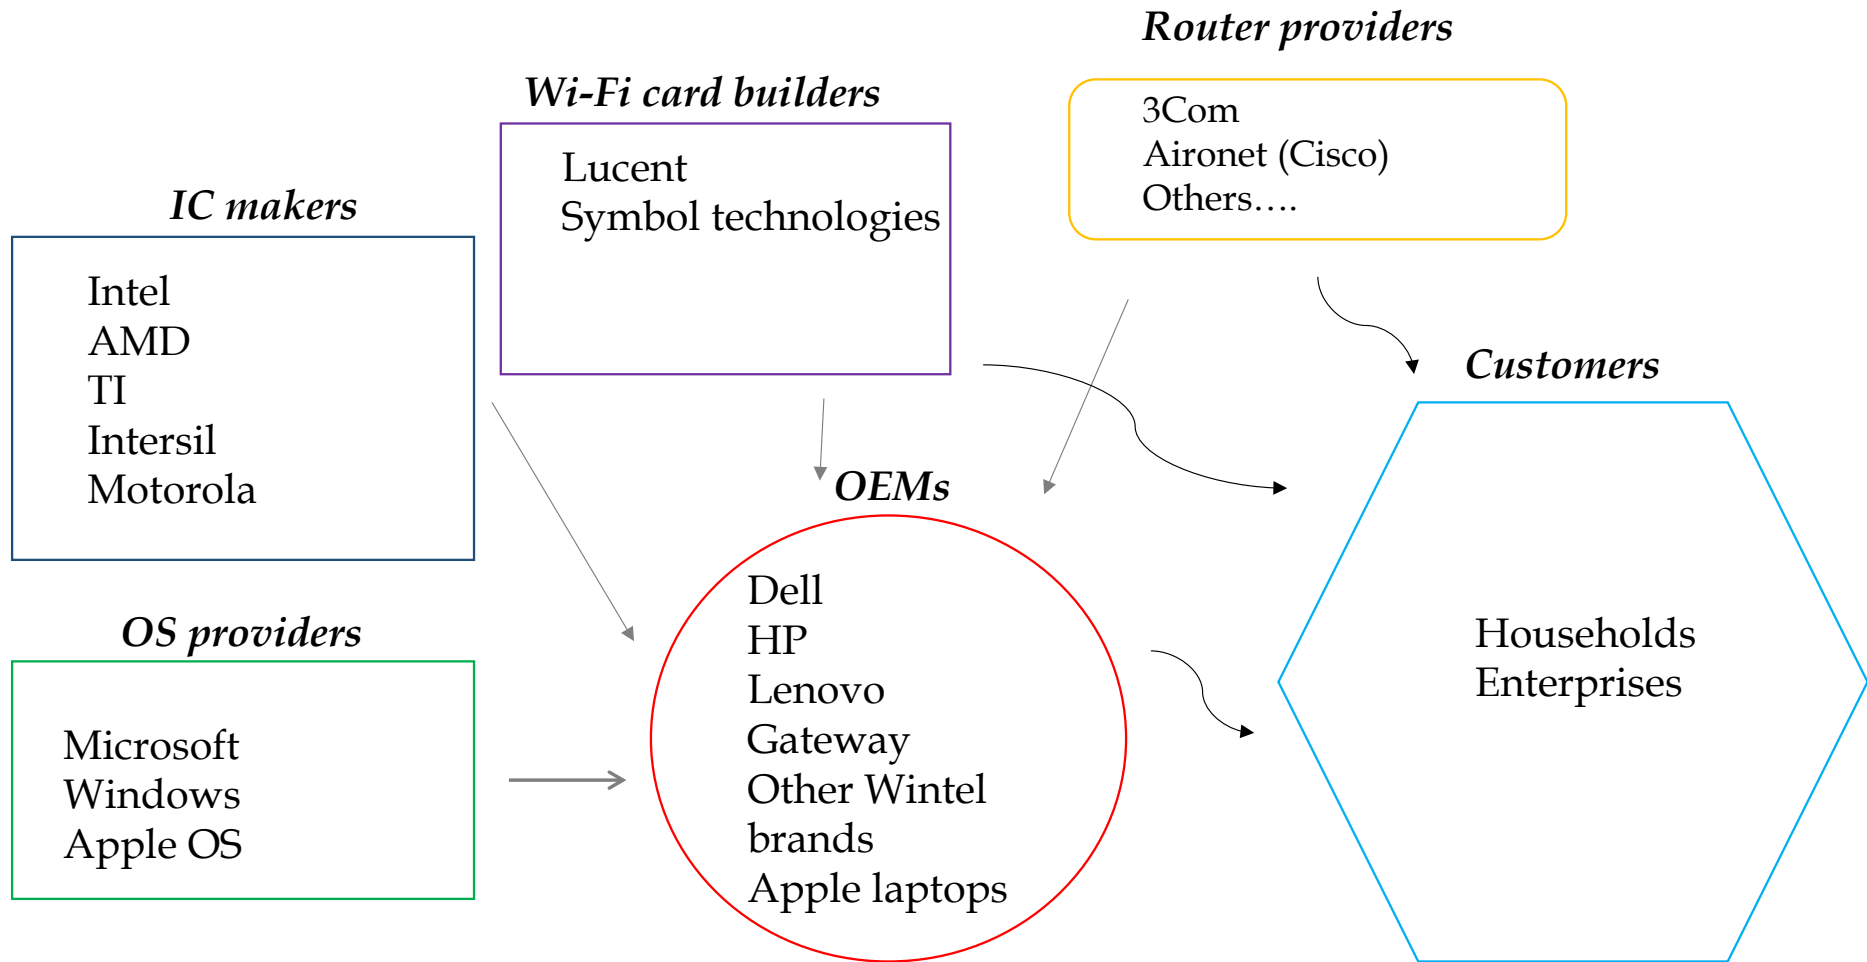 Router providers
3Com
Aironet (Cisco)
Others….
Wi-Fi card builders
Lucent
Symbol technologies
IC makers
Intel
AMD
TI
Intersil
Motorola
Customers
Households
Enterprises
OEMs
Dell
HP
Lenovo
Gateway
Other Wintel
brands
Apple laptops
OS providers
Microsoft
Windows
Apple OS